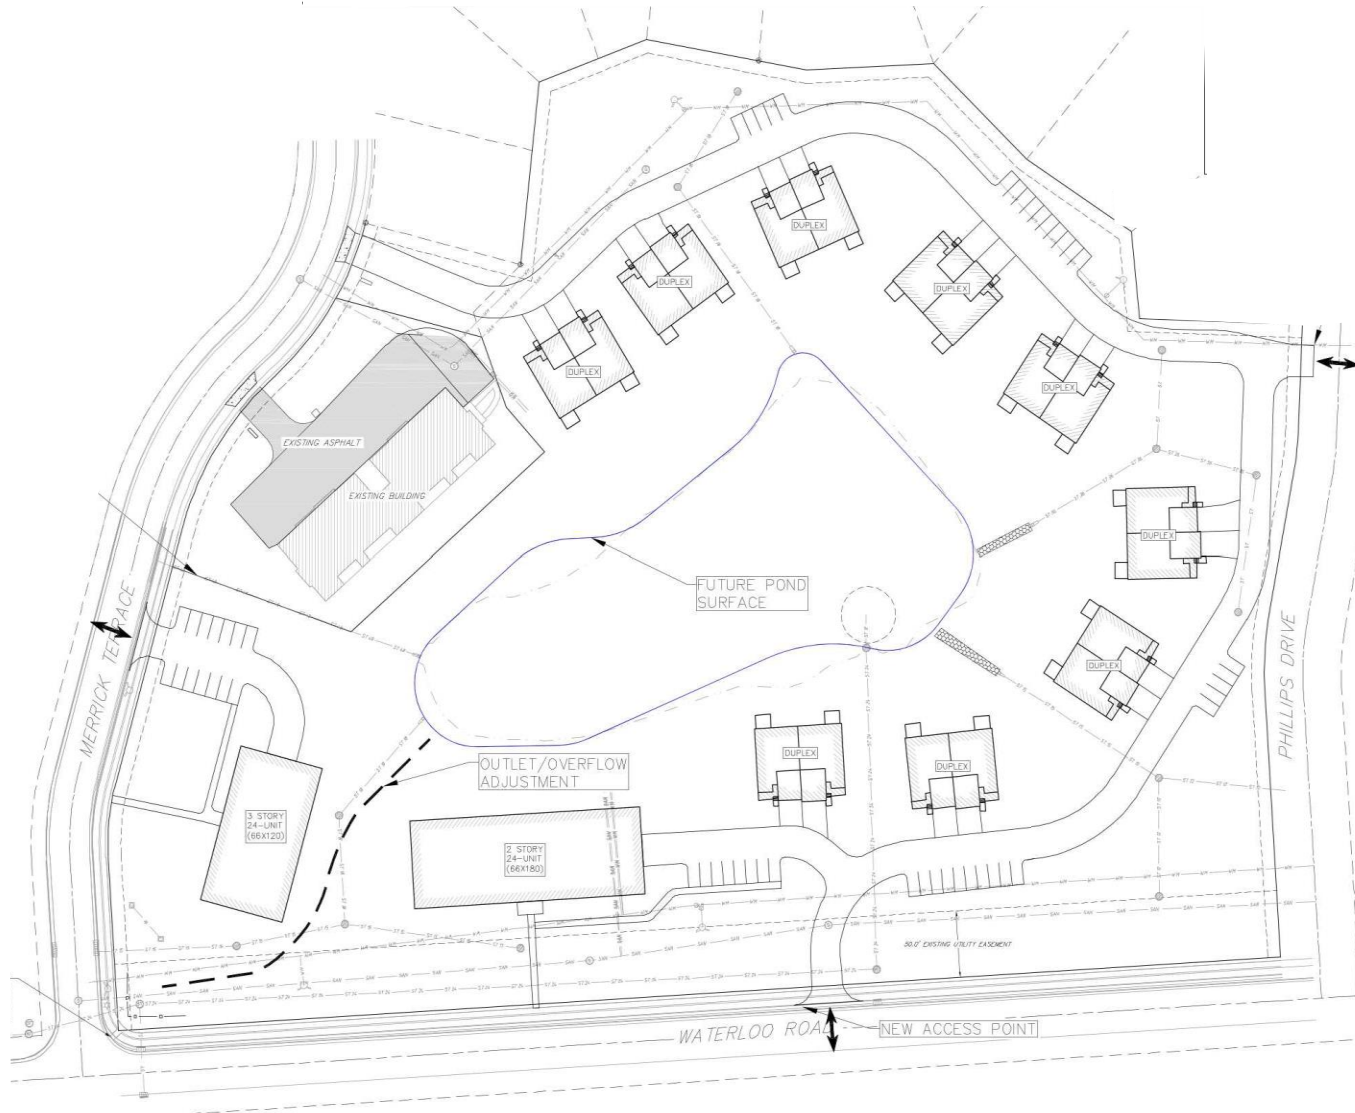 DUPLEX
DUPLEX
DUPLEX
DUPLEX
DUPLEX
EXISTING ASPHALT
EXISTING BUILDING
DUPLEX
FUTURE POND
SURFACE
MERRICK TERRACE
PHILLIPS DRIVE
DUPLEX
DUPLEX
DUPLEX
OUTLET/OVERFLOW
ADJUSTMENT
3 STORY
24-UNIT
(66X120)
2 STORY
24-UNIT
(66X180)
50.0' EXISTING UTILITY EASEMENT
WATERLOO ROAD
NEW ACCESS POINT